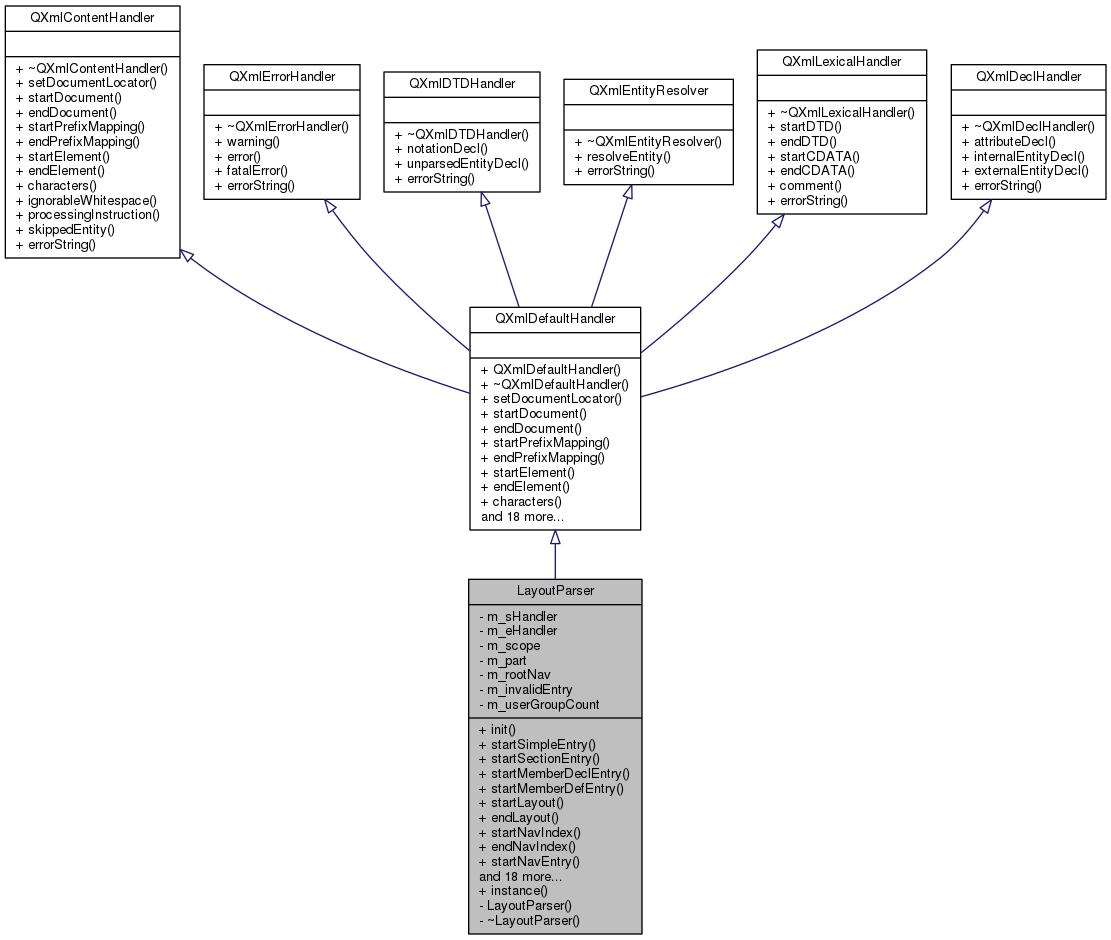 QXmlContentHandler
+ ~QXmlContentHandler()
+ setDocumentLocator()
+ startDocument()
+ endDocument()
+ startPrefixMapping()
+ endPrefixMapping()
+ startElement()
+ endElement()
+ characters()
+ ignorableWhitespace()
+ processingInstruction()
+ skippedEntity()
+ errorString()
QXmlErrorHandler
+ ~QXmlErrorHandler()
+ warning()
+ error()
+ fatalError()
+ errorString()
QXmlDTDHandler
+ ~QXmlDTDHandler()
+ notationDecl()
+ unparsedEntityDecl()
+ errorString()
QXmlEntityResolver
+ ~QXmlEntityResolver()
+ resolveEntity()
+ errorString()
QXmlLexicalHandler
+ ~QXmlLexicalHandler()
+ startDTD()
+ endDTD()
+ startCDATA()
+ endCDATA()
+ comment()
+ errorString()
QXmlDeclHandler
+ ~QXmlDeclHandler()
+ attributeDecl()
+ internalEntityDecl()
+ externalEntityDecl()
+ errorString()
QXmlDefaultHandler
+ QXmlDefaultHandler()
+ ~QXmlDefaultHandler()
+ setDocumentLocator()
+ startDocument()
+ endDocument()
+ startPrefixMapping()
+ endPrefixMapping()
+ startElement()
+ endElement()
+ characters()
and 18 more...
LayoutParser
- m_sHandler
- m_eHandler
- m_scope
- m_part
- m_rootNav
- m_invalidEntry
- m_userGroupCount
+ init()
+ startSimpleEntry()
+ startSectionEntry()
+ startMemberDeclEntry()
+ startMemberDefEntry()
+ startLayout()
+ endLayout()
+ startNavIndex()
+ endNavIndex()
+ startNavEntry()
and 18 more...
+ instance()
- LayoutParser()
- ~LayoutParser()